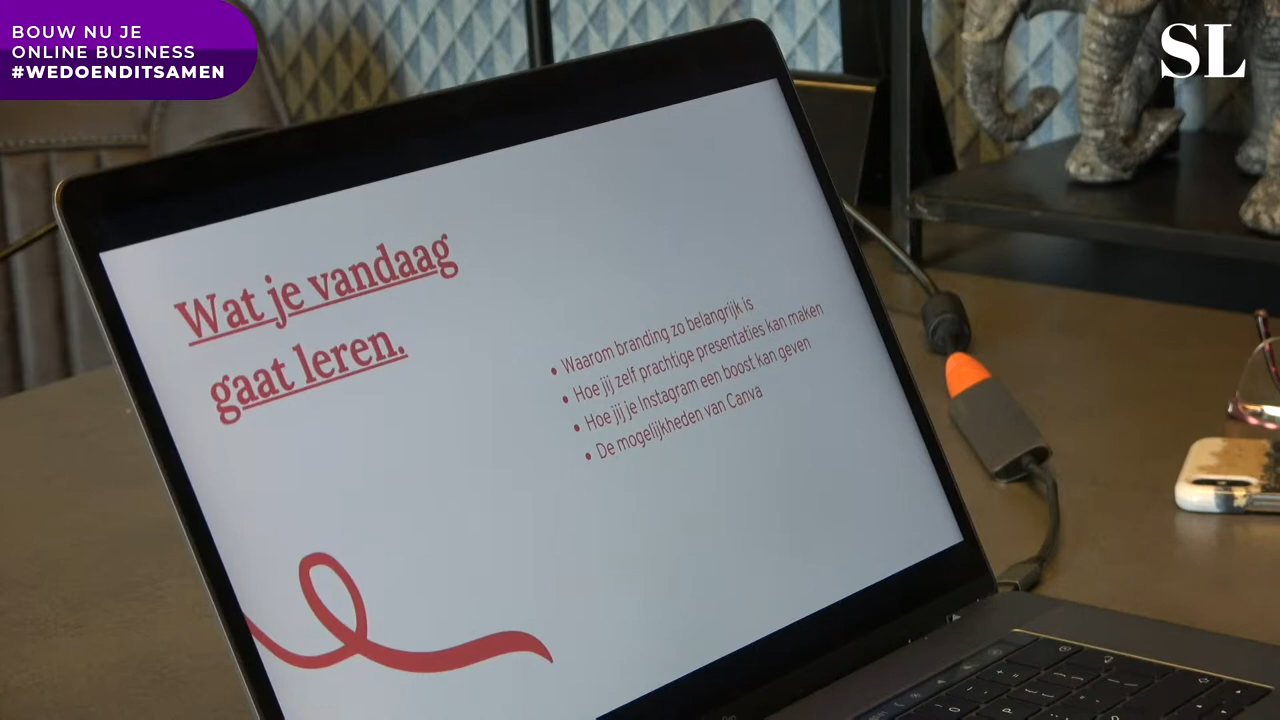 BOUW NU JE
ONLINE BUSINESS
#WEDOENDITSAMEN
SL
Wat je vandaag
gaat leren.
• Waarom branding zo belangrijk is
• Hoe jij zelf prachtige presentaties kan maken
• Hoe jij je Instagram een boost kan geven
• De mogelijkheden van Canva